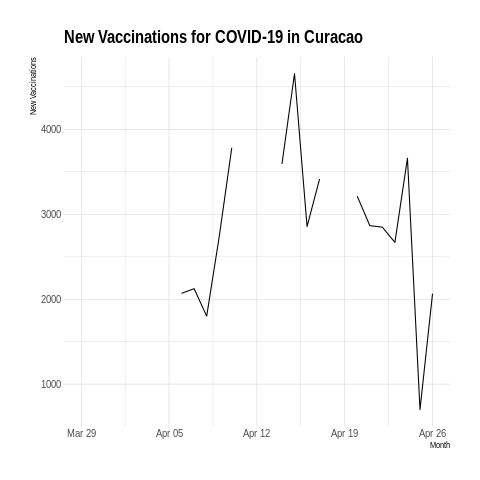 New Vaccinations for COVID-19 in Curacao
New Vaccinations
4000
3000
2000
1000
Mar 29 Apr 05 Apr 12 Apr 19 Apr 26
Month